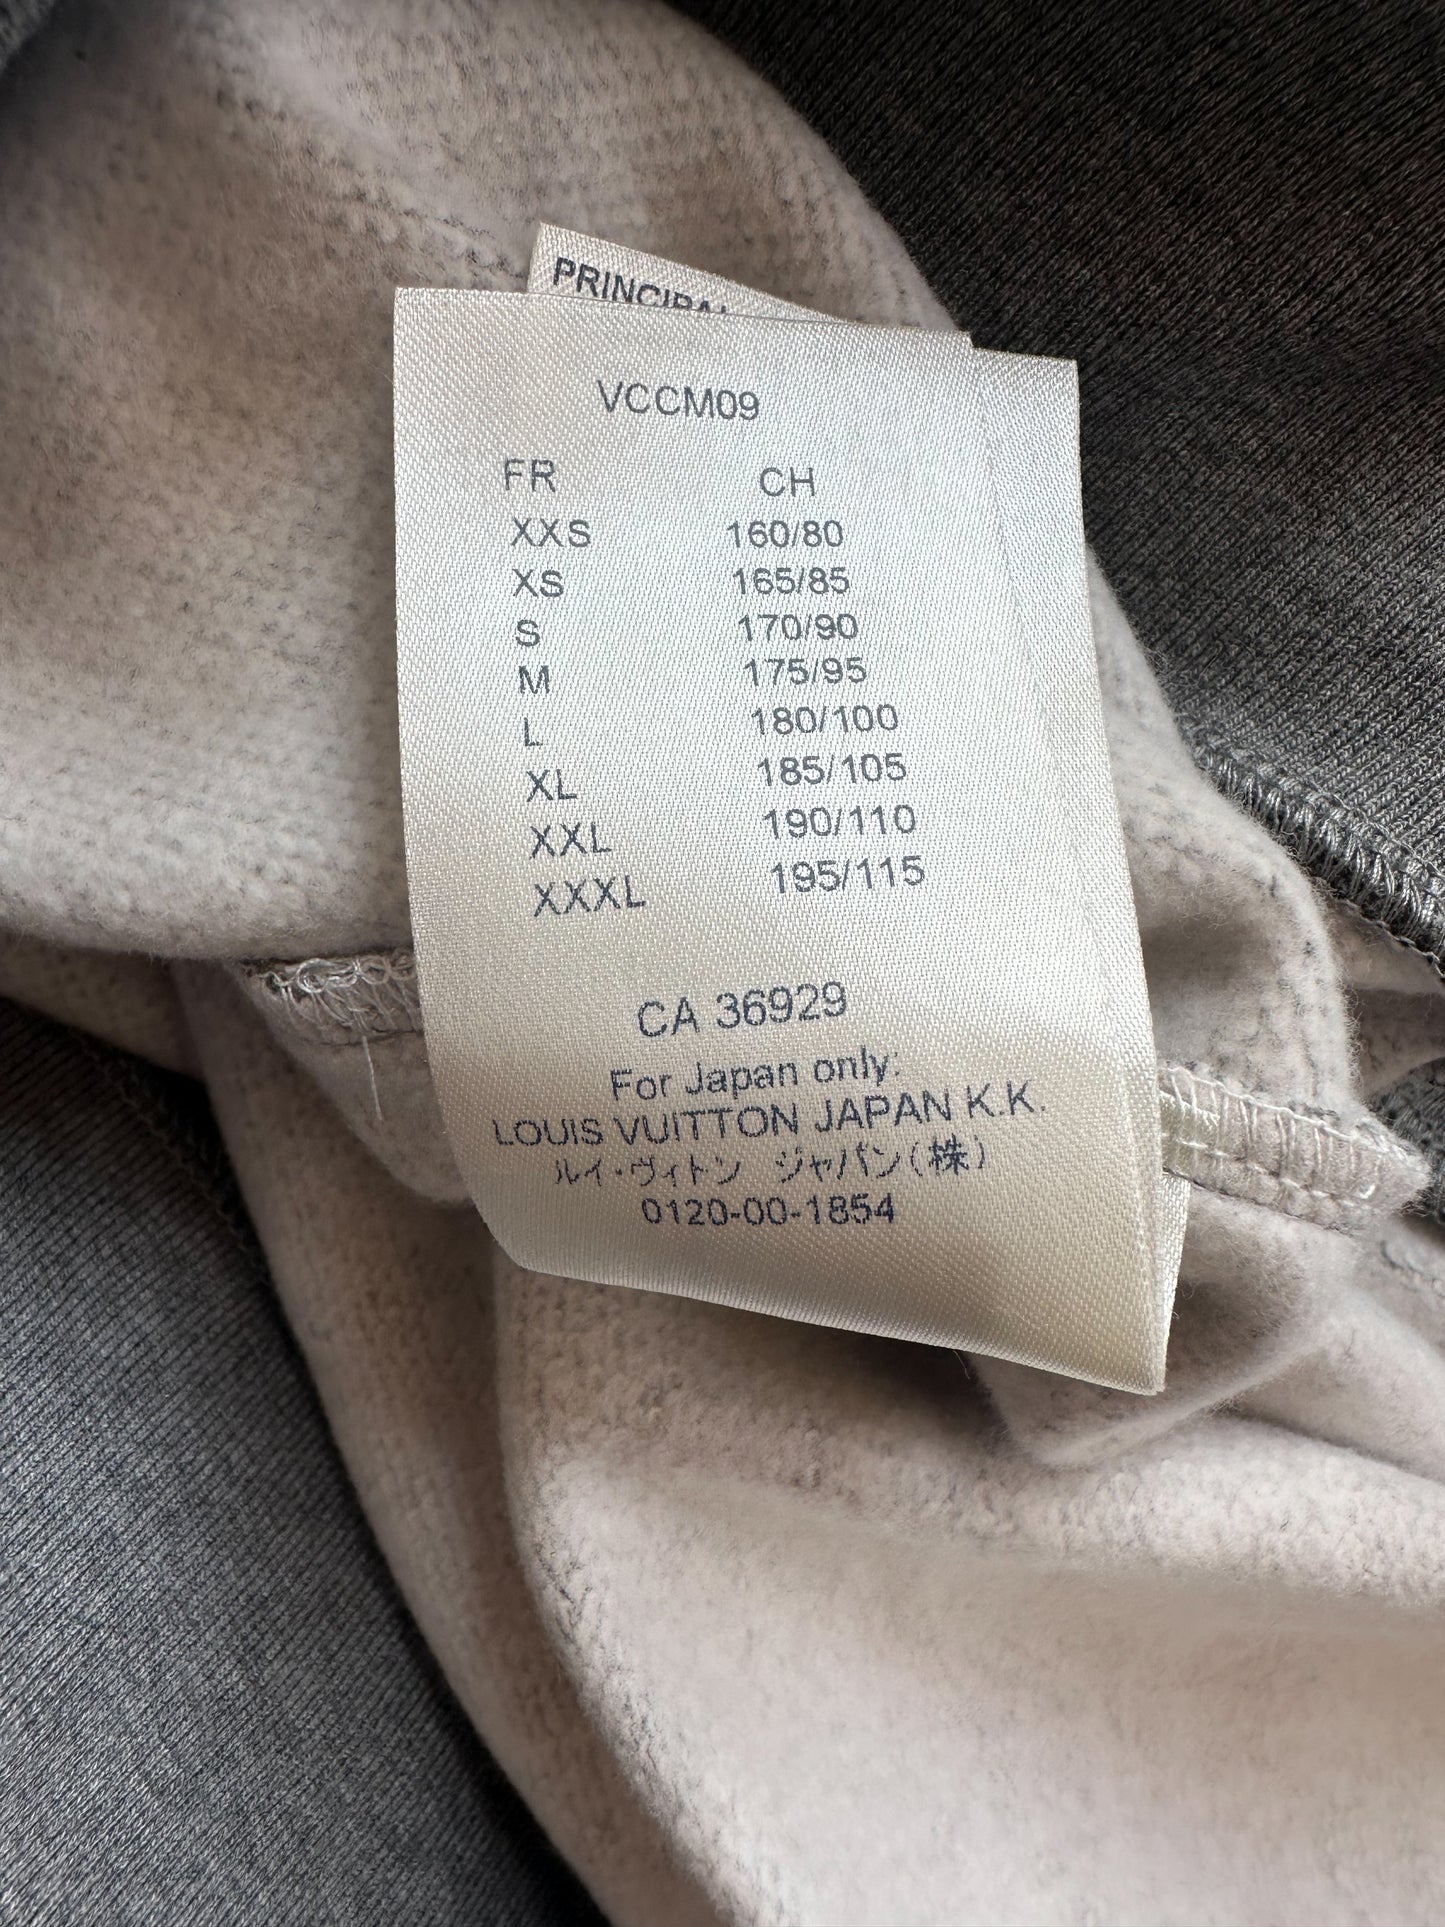 PRINCIPAL
VCCM09
FR CH
XXS 160/80
XS 165/85
S 170/90
M 175/95
L 180/100
XL 185/105
XXL 190/110
XXXL 195/115
CA 36929
For Japan only:
LOUIS VUITTON JAPAN K.K.
ルイ・ヴィトン ジャパン(株)
0120-00-1854